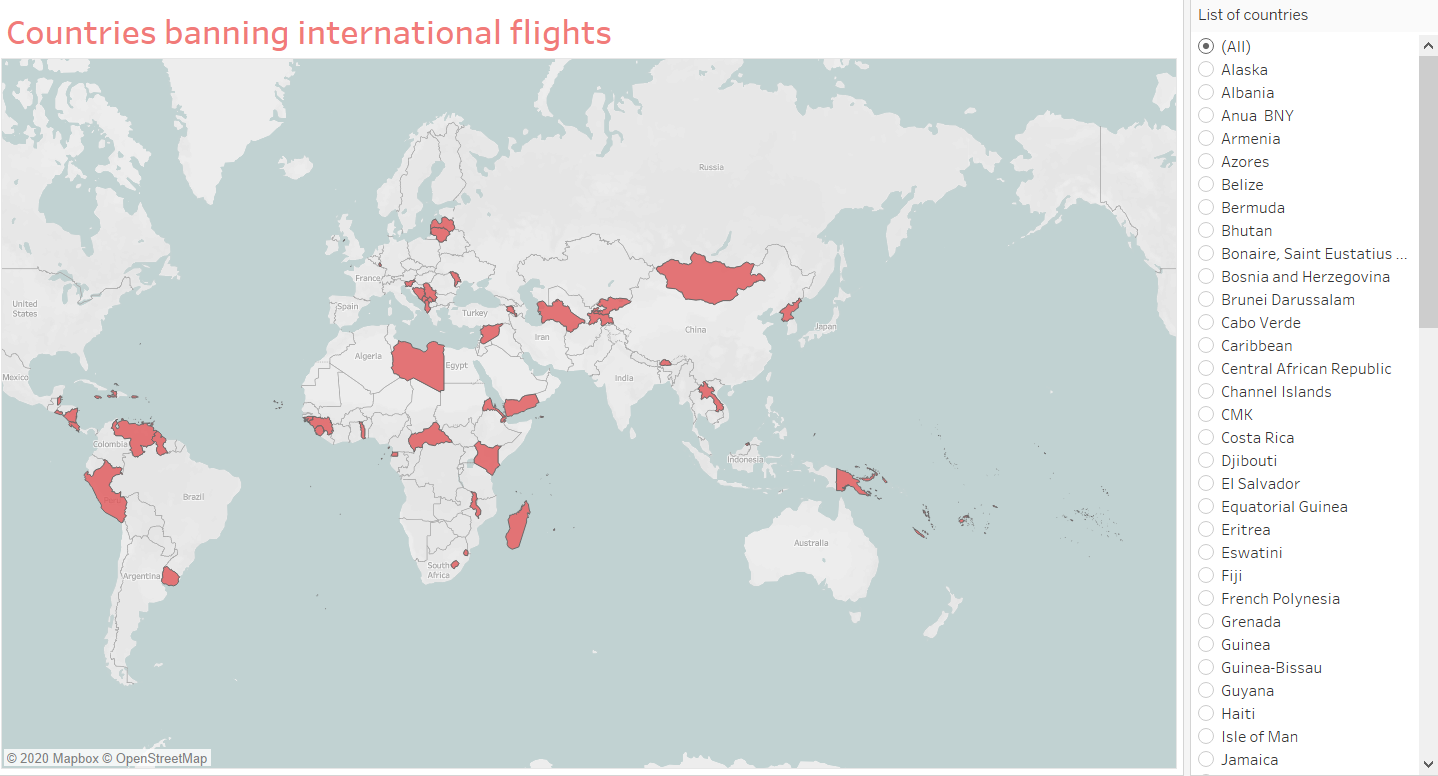 Countries banning international flights
Russia
France
United
States
Spain
Turkey
China
Japan
Iran
Algeria
Egypt
Mexico
India
Colombia
Indonesia
Brazil
Australia
South
Africa
Argentina
© 2020 Mapbox © OpenStreetMap
List of countries
(All)
Alaska
Albania
Anua BNY
Armenia
Azores
Belize
Bermuda
Bhutan
Bonaire, Saint Eustatius ...
Bosnia and Herzegovina
Brunei Darussalam
Cabo Verde
Caribbean
Central African Republic
Channel Islands
CMK
Costa Rica
Djibouti
El Salvador
Equatorial Guinea
Eritrea
Eswatini
Fiji
French Polynesia
Grenada
Guinea
Guinea-Bissau
Guyana
Haiti
Isle of Man
Jamaica